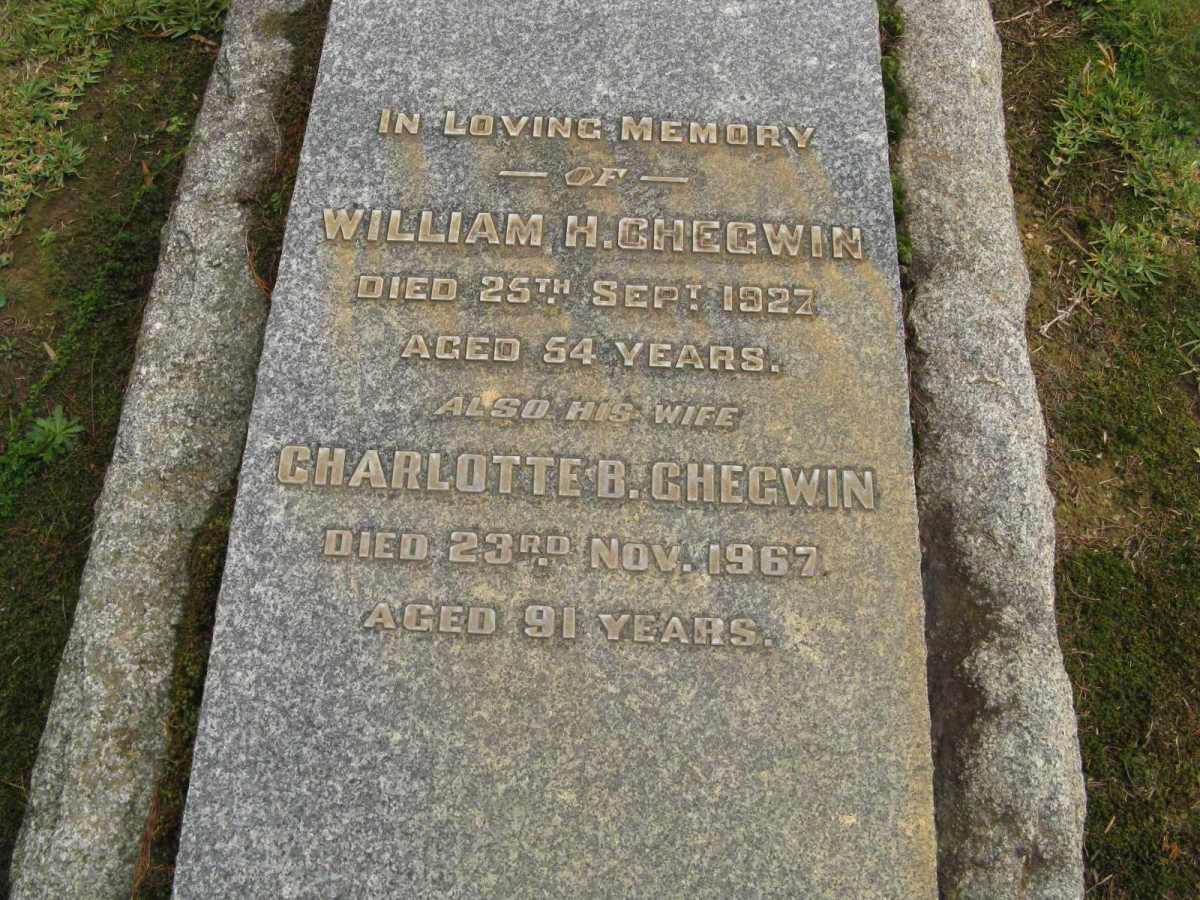 IN LOVING MEMORY
— OF —
WILLIAM H. CHEGWIN
DIED 25TH SEPT. 1927
AGED 54 YEARS.
ALSO HIS WIFE
CHARLOTTE B. CHEGWIN
DIED 23RD NOV. 1967.
AGED 91 YEARS.